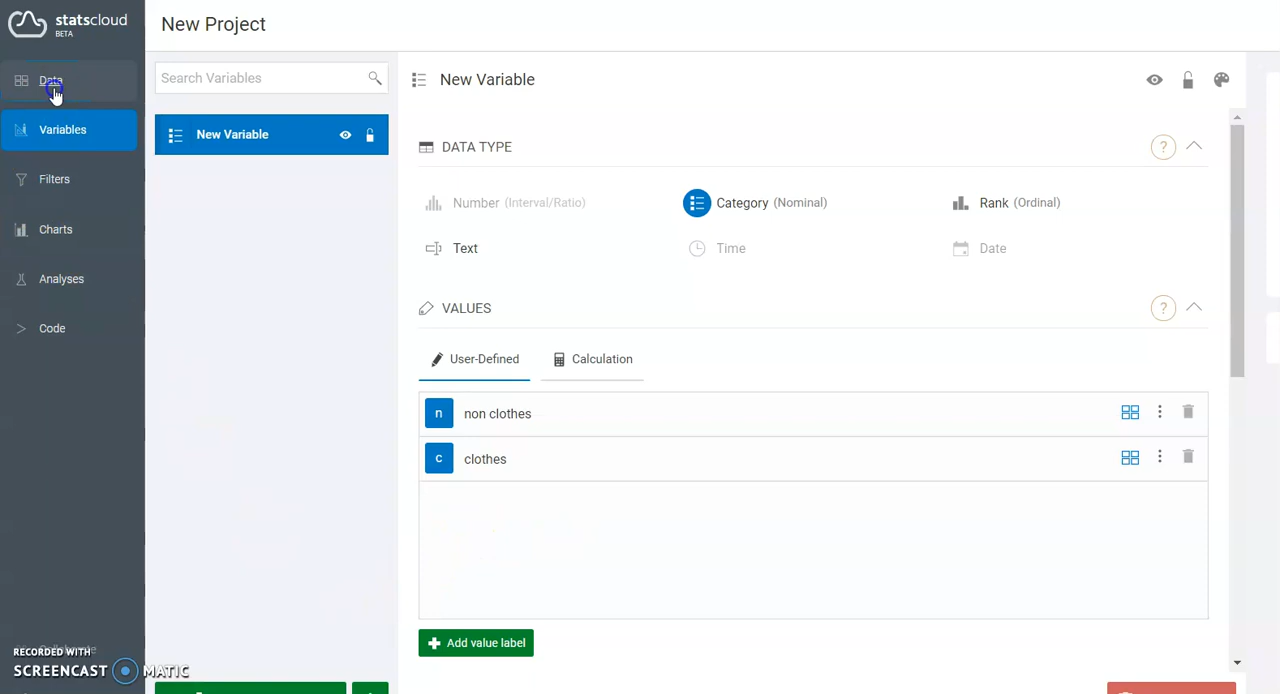 statscloud
BETA
New Project
Data
Variables
Filters
Charts
Analyses
Code
Search Variables
New Variable
New Variable
DATA TYPE
?
Number (Interval/Ratio)
Category (Nominal)
Rank (Ordinal)
Text
Time
Date
VALUES
?
User-Defined
Calculation
n non clothes
c clothes
Add value label
RECORDED WITH
SCREENCAST MATIC